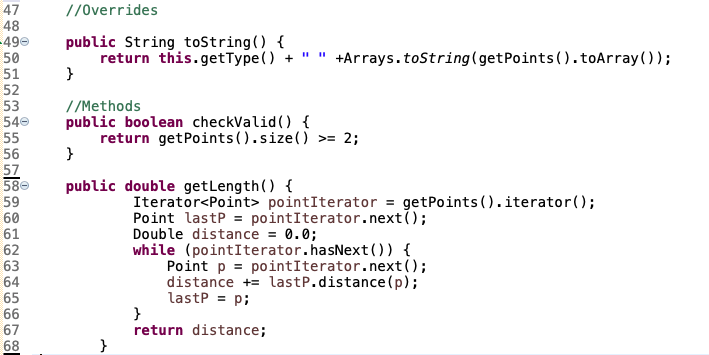 47 //Overrides
48
49 public String toString() {
50 return this.getType() + " " +Arrays.toString(getPoints().toArray());
51 }
52
53 //Methods
54 public boolean checkValid() {
55 return getPoints().size() >= 2;
56 }
57
58 public double getLength() {
59 Iterator<Point> pointIterator = getPoints().iterator();
60 Point lastP = pointIterator.next();
61 Double distance = 0.0;
62 while (pointIterator.hasNext()) {
63 Point p = pointIterator.next();
64 distance += lastP.distance(p);
65 lastP = p;
66 }
67 return distance;
68 }